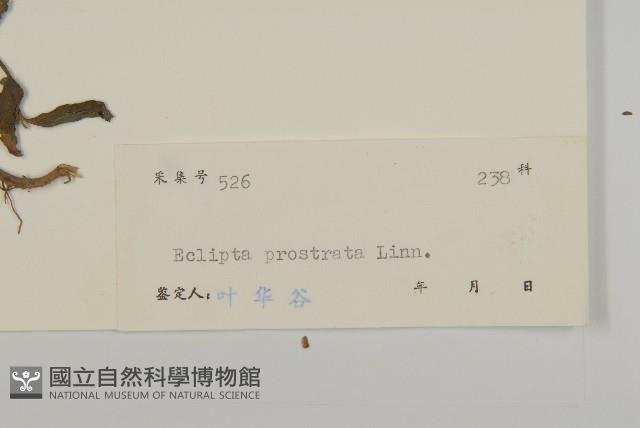 采集号 526 238 科
Eclipta prostrata Linn.
鉴定人: 叶华谷 年 月 日
國立自然科學博物館
NATIONAL MUSEUM OF NATURAL SCIENCE